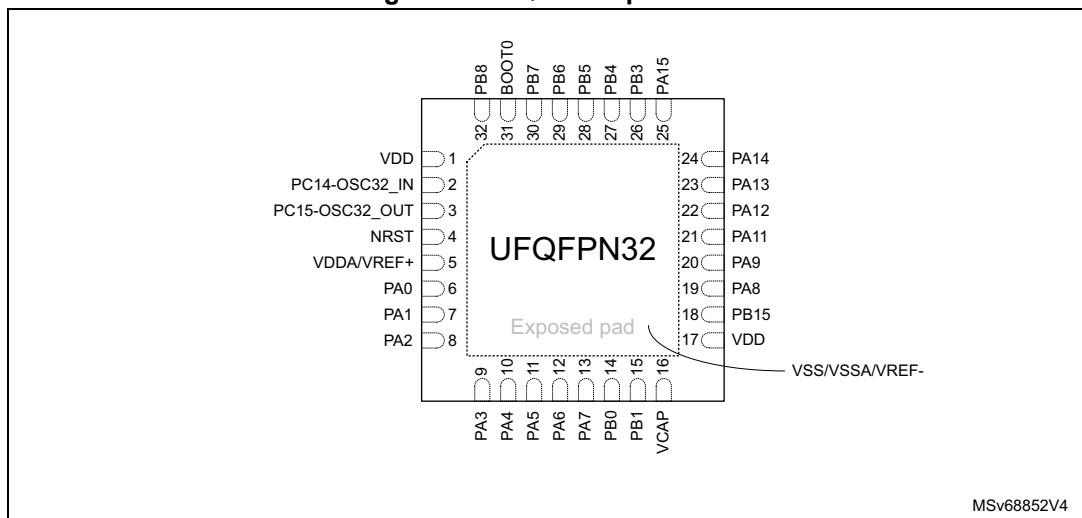 PB8
BOOT0
PB7
PB6
PB5
PB4
PB3
PA15
32
31
30
29
28
27
26
25
VDD 1
PC14-OSC32_IN 2
PC15-OSC32_OUT 3
NRST 4
VDDA/VREF+ 5
PA0 6
PA1 7
PA2 8
24 PA14
23 PA13
22 PA12
21 PA11
20 PA9
19 PA8
18 PB15
17 VDD
UFQFPN32
Exposed pad
VSS/VSSA/VREF-
9
10
11
12
13
14
15
16
PA3
PA4
PA5
PA6
PA7
PB0
PB1
VCAP
MSv68852V4